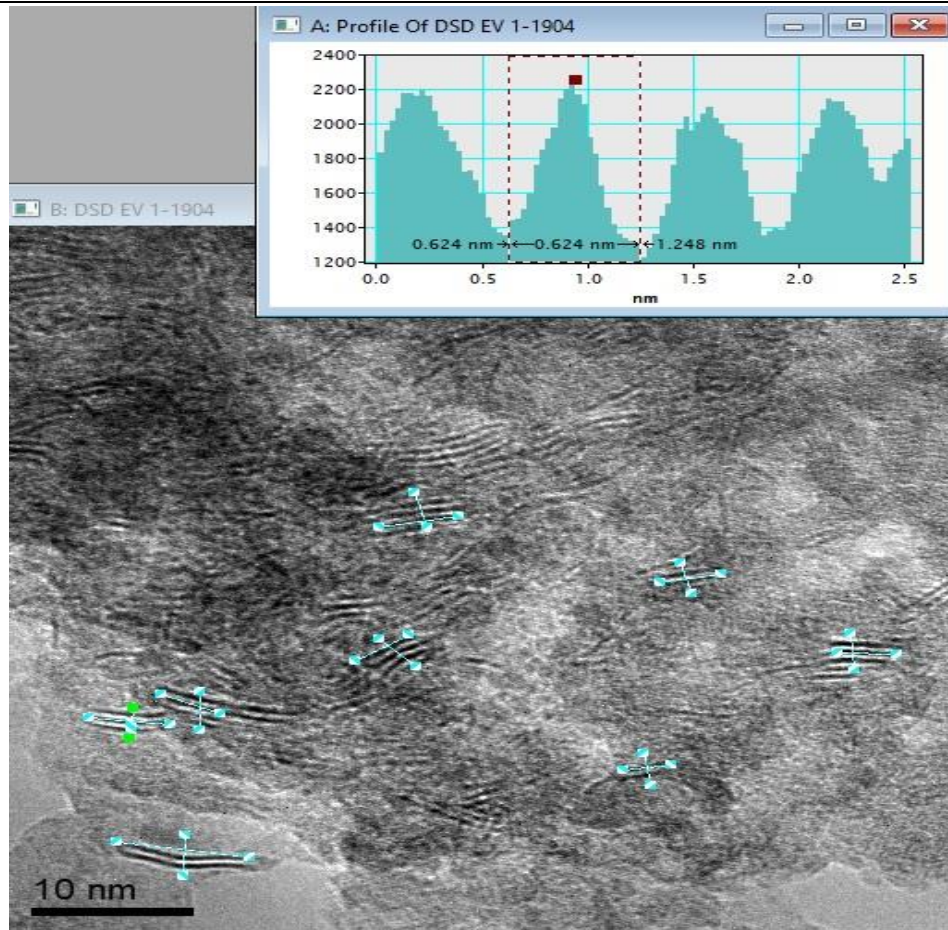 A: Profile Of DSD EV 1-1904
2400
2200
2000
1800
1600
1400
1200
0.624 nm 0.624 nm 1.248 nm
0.0 0.5 1.0 1.5 2.0 2.5
nm
B: DSD EV 1-1904
10 nm